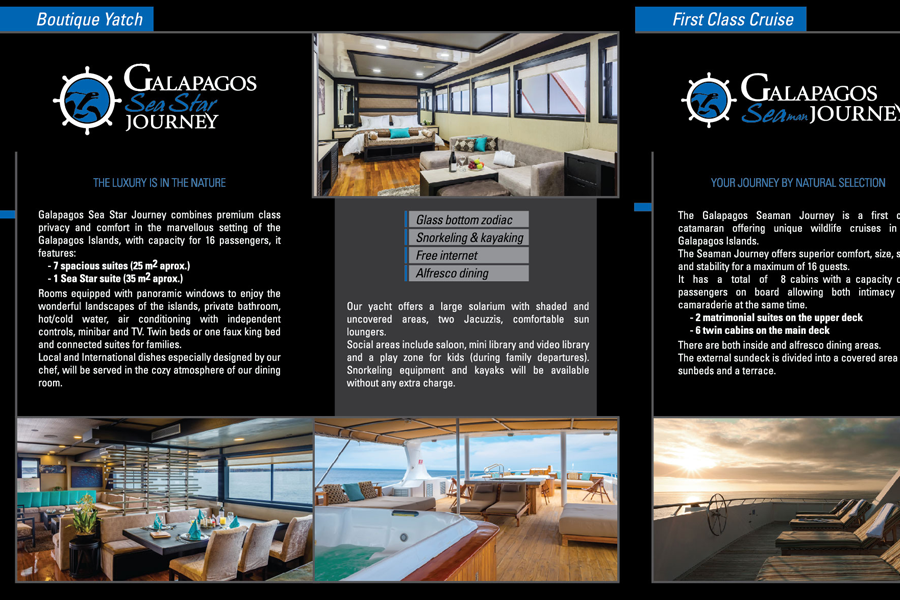 Boutique Yatch
GALAPAGOS
Sea Star
JOURNEY
THE LUXURY IS IN THE NATURE
Galapagos Sea Star Journey combines premium class
privacy and comfort in the marvellous setting of the
Galapagos Islands, with capacity for 16 passengers, it
features:
- 7 spacious suites (25 m2 aprox.)
- 1 Sea Star suite (35 m2 aprox.)
Rooms equipped with panoramic windows to enjoy the
wonderful landscapes of the islands, private bathroom,
hot/cold water, air conditioning with independent
controls, minibar and TV. Twin beds or one faux king bed
and connected suites for families.
Local and International dishes especially designed by our
chef, will be served in the cozy atmosphere of our dining
room.
Glass bottom zodiac
Snorkeling & kayaking
Free internet
Alfresco dining
Our yacht offers a large solarium with shaded and
uncovered areas, two Jacuzzis, comfortable sun
loungers.
Social areas include saloon, mini library and video library
and a play zone for kids (during family departures).
Snorkeling equipment and kayaks will be available
without any extra charge.
First Class Cruise
GALAPAGOS
Seaman JOURNEY
YOUR JOURNEY BY NATURAL SELECTION
The Galapagos Seaman Journey is a first
catamaran offering unique wildlife cruises in
Galapagos Islands.
The Seaman Journey offers superior comfort, size,
and stability for a maximum of 16 guests.
It has a total of 8 cabins with a capacity
passengers on board allowing both intimacy
camaraderie at the same time.
- 2 matrimonial suites on the upper deck
- 6 twin cabins on the main deck
There are both inside and alfresco dining areas.
The external sundeck is divided into a covered area
sunbeds and a terrace.